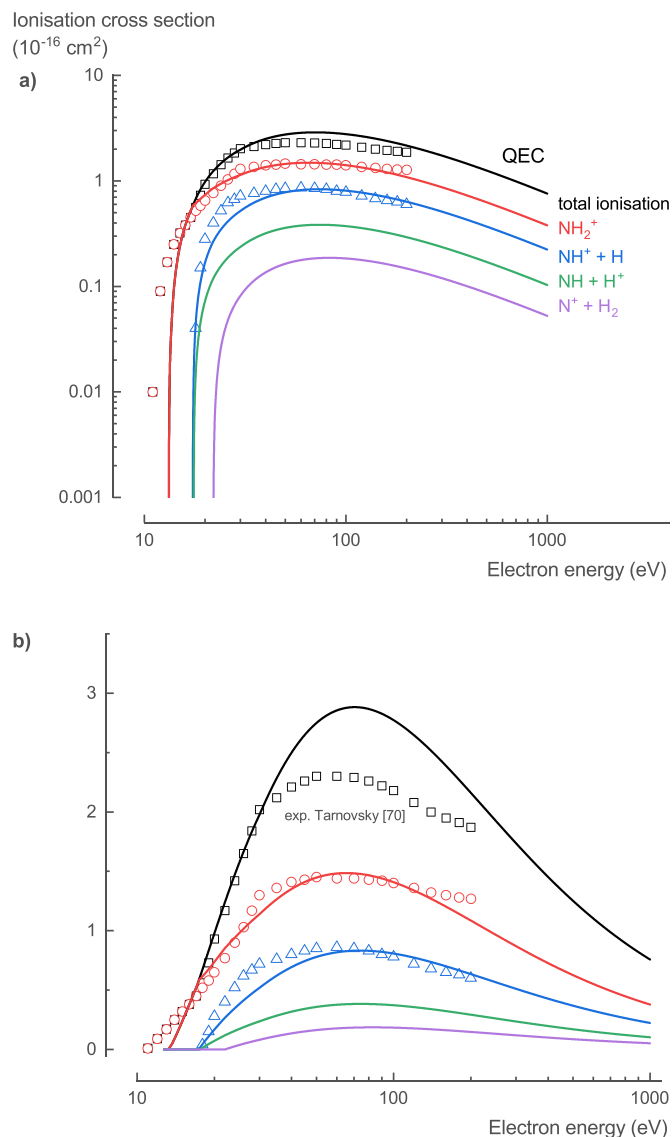 Ionisation cross section
(10⁻¹⁶ cm²)
a)
10
QEC
total ionisation
1
NH₂⁺
NH⁺ + H
NH + H⁺
0.1
N⁺ + H₂
0.01
0.001
10 100 1000
Electron energy (eV)
b)
3
2
exp. Tarnovsky [70]
1
0
10 100 1000
Electron energy (eV)